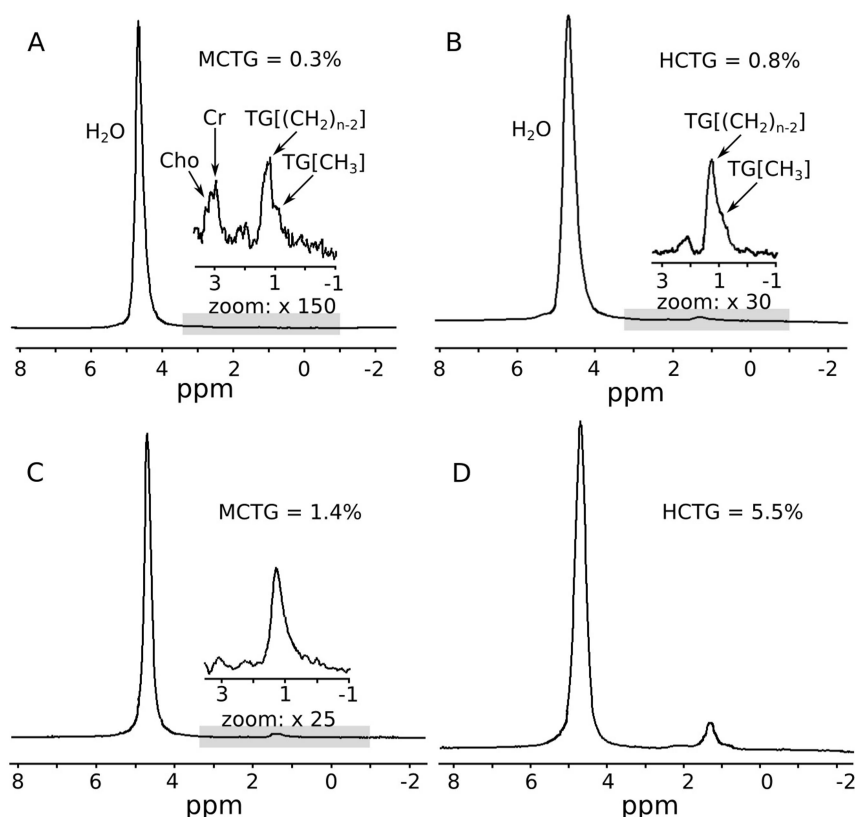 A
MCTG = 0.3%
H₂O
Cho
Cr
TG[(CH₂)ₙ₋₂]
TG[CH₃]
3 1 -1
zoom: x 150
6 4 2 0 -2
ppm
B
HCTG = 0.8%
H₂O
TG[(CH₂)ₙ₋₂]
TG[CH₃]
3 1 -1
zoom: x 30
8 6 4 2 0 -2
ppm
C
MCTG = 1.4%
3 1 -1
zoom: x 25
8 6 4 2 0 -2
ppm
D
HCTG = 5.5%
8 6 4 2 0 -2
ppm